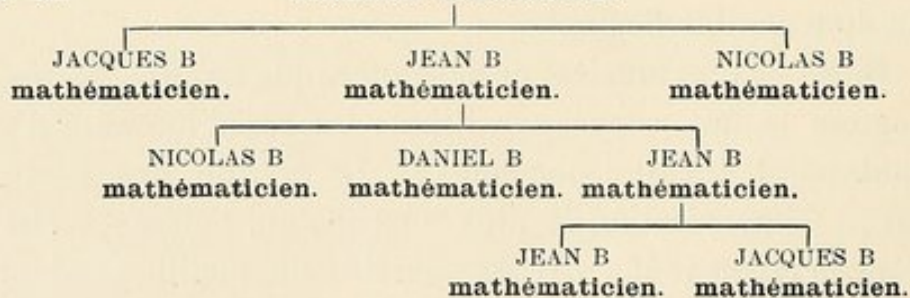 JACQUES B JEAN B NICOLAS B
mathématicien. mathématicien. mathématicien.
NICOLAS B DANIEL B JEAN B
mathématicien. mathématicien. mathématicien.
JEAN B JACQUES B
mathématicien. mathématicien.